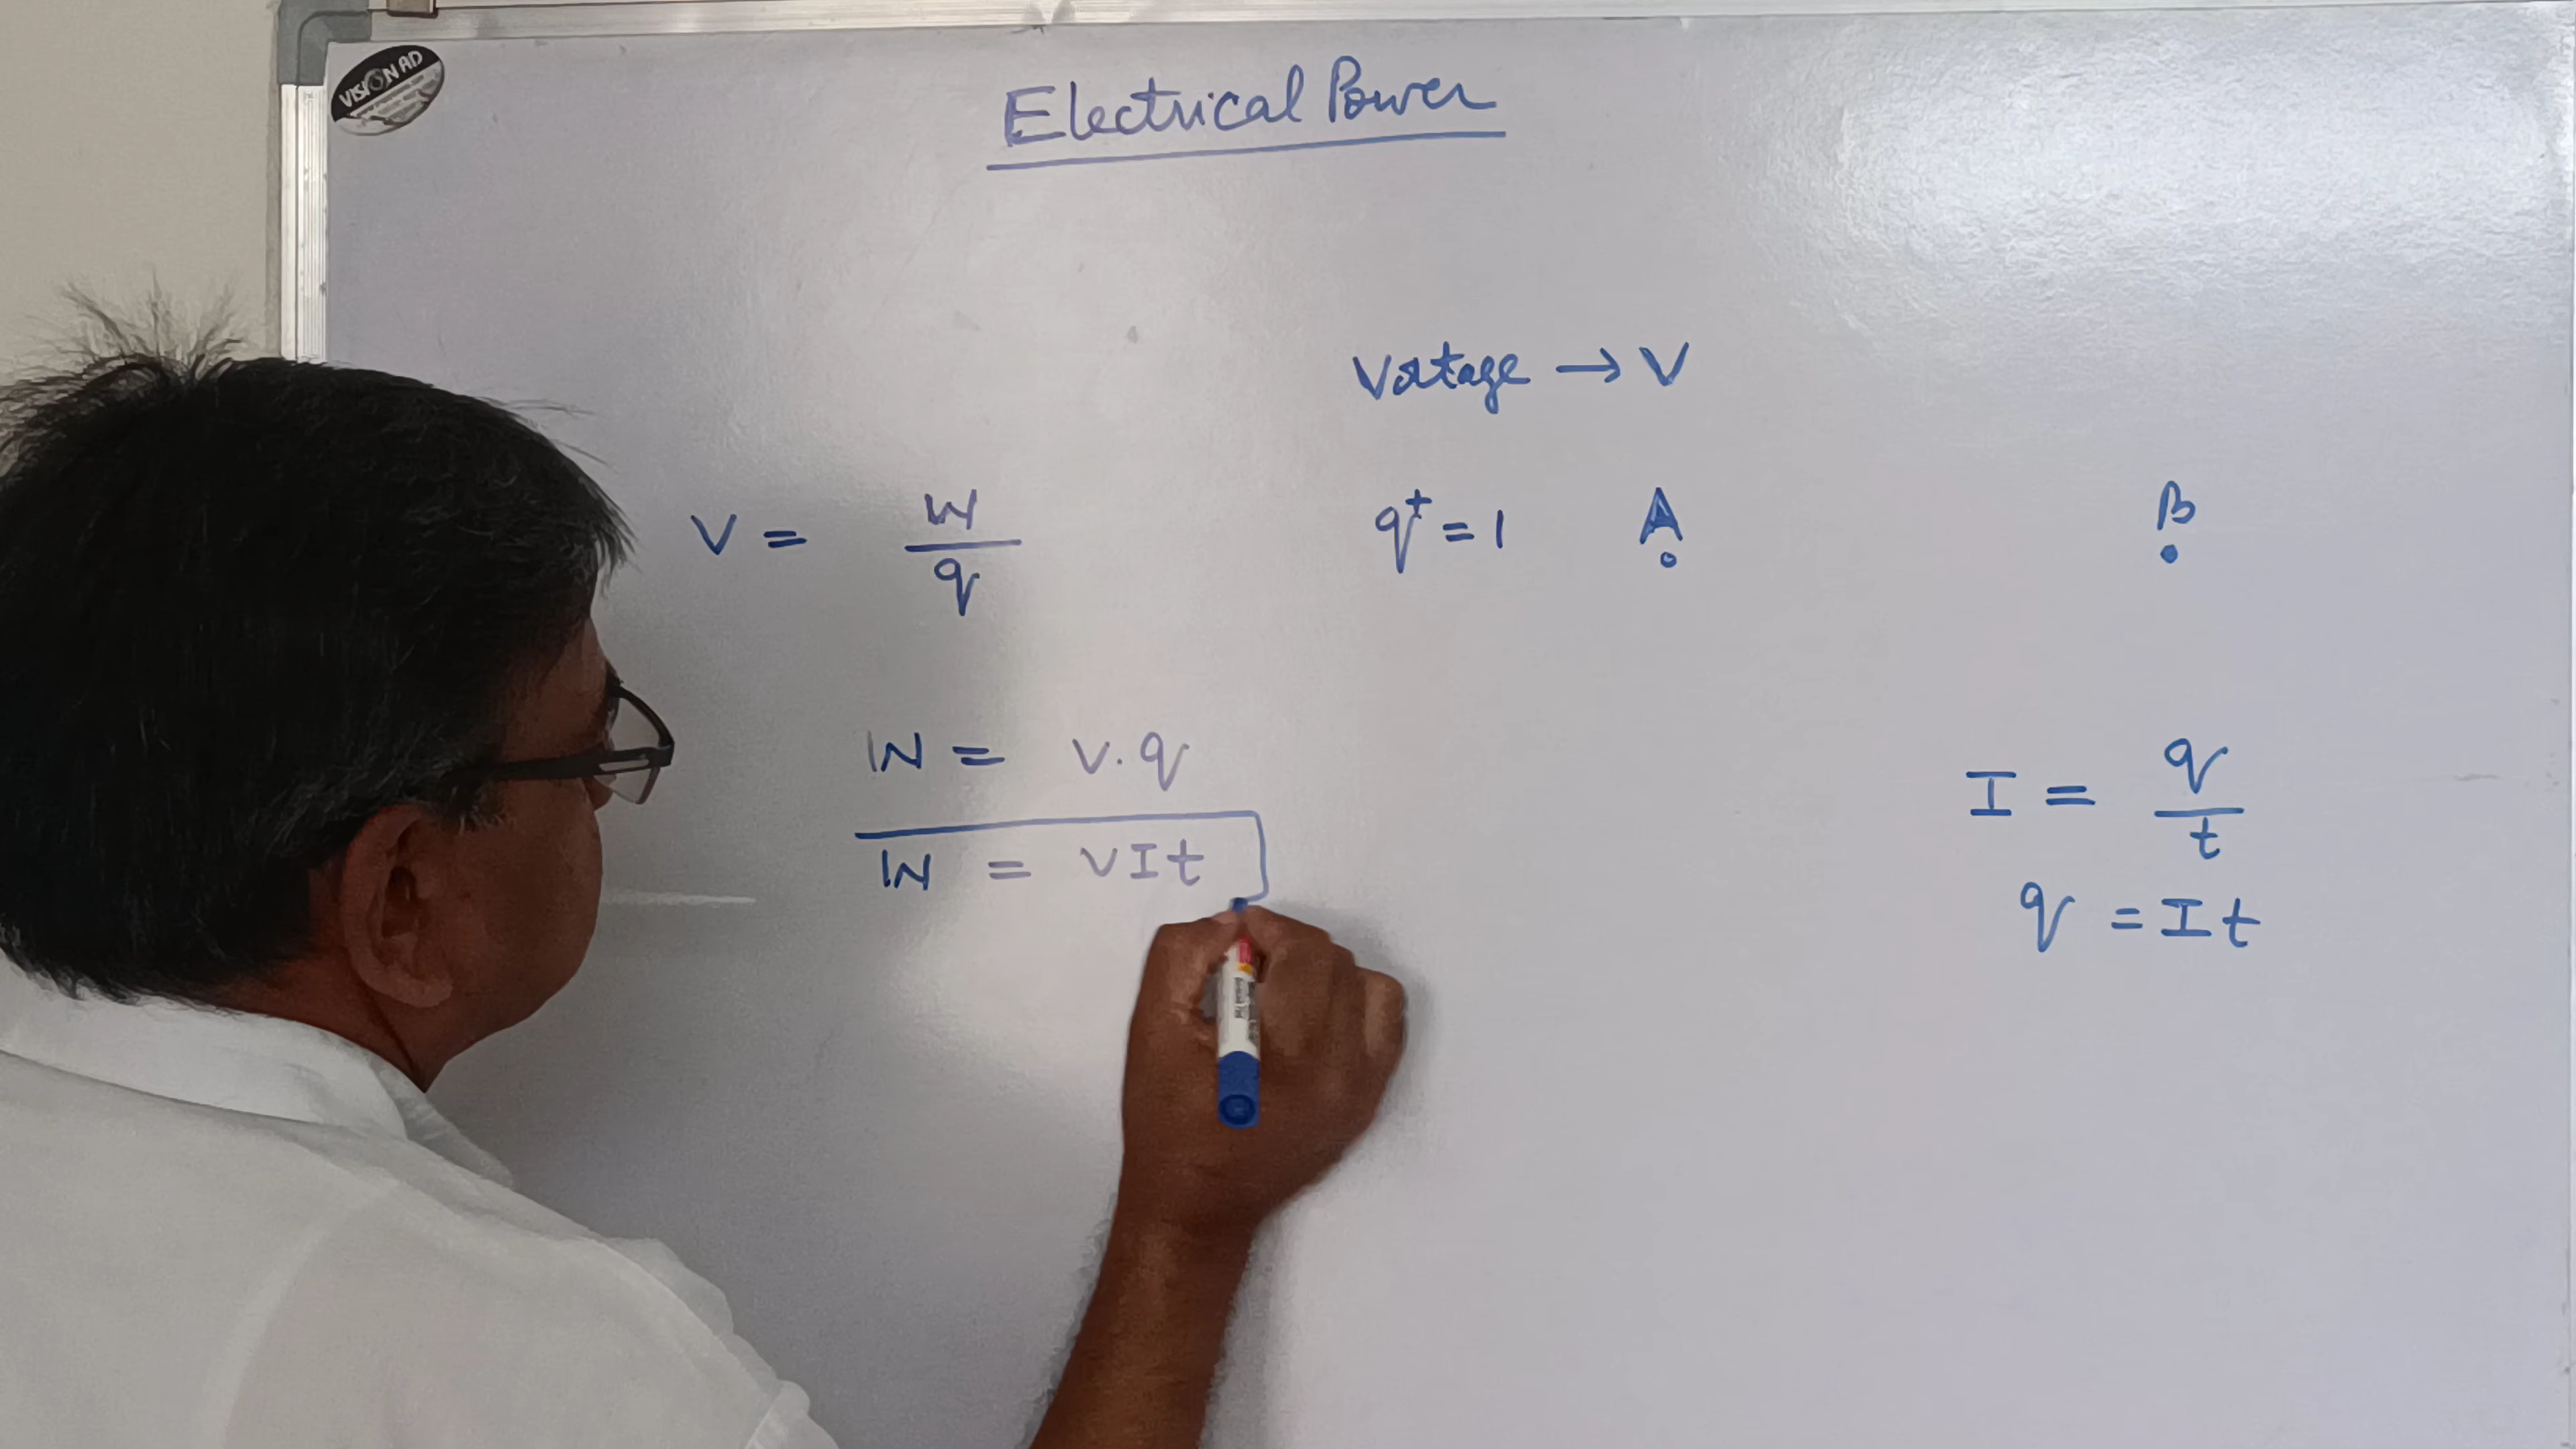 VISION AD
Electrical Power
Voltage → V
V = W/q
q⁺ = 1 A B
W = V.q
I = q/t
W = VIt
q = It